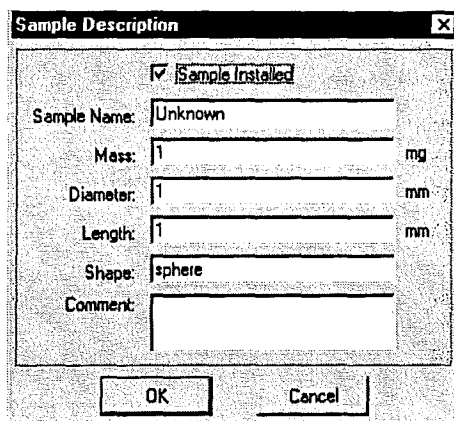 Sample Description
Sample Installed
Sample Name: Unknown
Mass: 1 mg
Diameter: 1 mm
Length: 1 mm
Shape: sphere
Comment:
OK Cancel